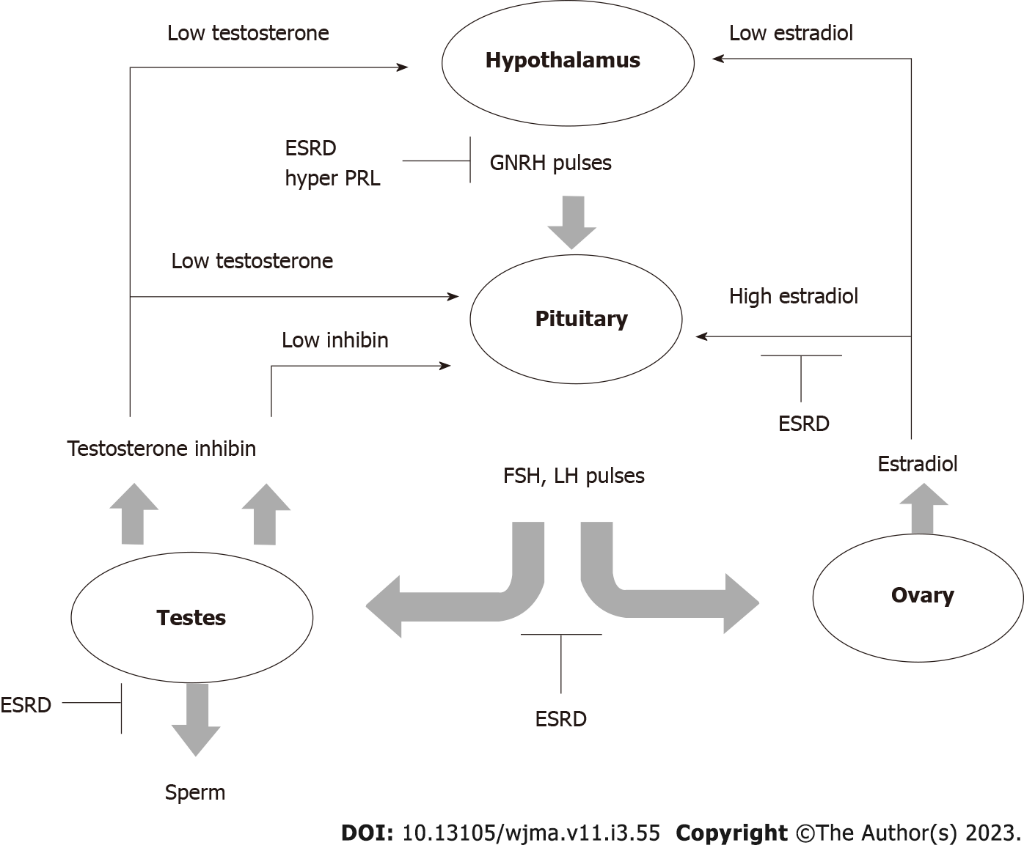 Low testosterone
Low estradiol
Hypothalamus
ESRD
hyper PRL
GNRH pulses
Low testosterone
High estradiol
Pituitary
Low inhibin
ESRD
Testosterone inhibin
Estradiol
FSH, LH pulses
Ovary
Testes
ESRD
ESRD
Sperm
DOI: 10.13105/wjma.v11.i3.55 Copyright ©The Author(s) 2023.